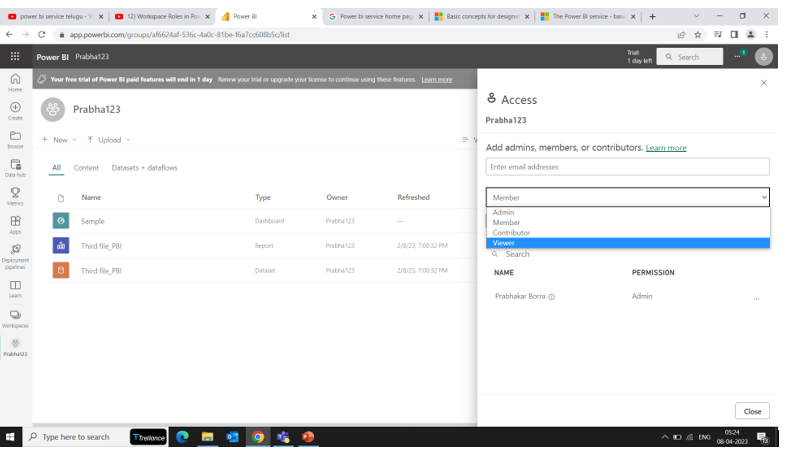 power bi service telugu - Yo
12) Workspace Roles in Pow
Power BI
Power bi service home page
Basic concepts for designer
The Power BI service - basic
app.powerbi.com/groups/af6624af-536c-4a0c-81be-f6a7cc608b5c/list
Power BI Prabha123
Trial:
1 day left
Search
Your free trial of Power BI paid features will end in 1 day Renew your trial or upgrade your license to continue using these features. Learn more
Home
Create
Browse
Data hub
Metrics
Apps
Deployment
pipelines
Learn
Workspaces
Prabha123
Prabha123
+ New Upload
All Content Datasets + dataflows
Name Type Owner Refreshed
Sample Dashboard Prabha123 —
Third file_PBI Report Prabha123 2/8/23, 7:00:32 PM
Third file_PBI Dataset Prabha123 2/8/23, 7:00:32 PM
Access
Prabha123
Add admins, members, or contributors. Learn more
Enter email addresses
Member
Admin
Member
Contributor
Viewer
Search
NAME PERMISSION
Prabhakar Borra Admin ...
Close
Type here to search
Trellance
ENG
05:24
08-04-2023